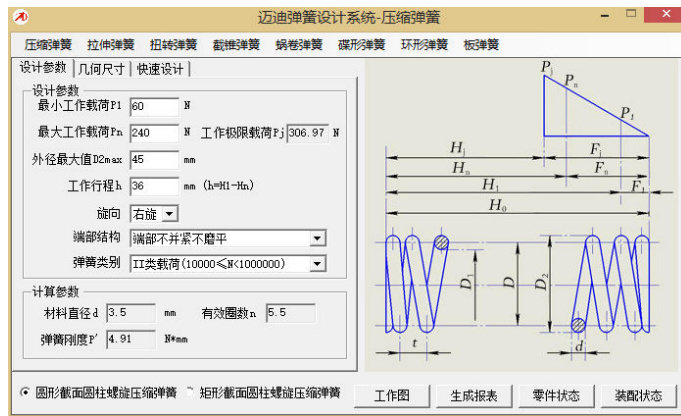 迈迪弹簧设计系统-压缩弹簧
压缩弹簧 拉伸弹簧 扭转弹簧 截锥弹簧 蜗卷弹簧 碟形弹簧 环形弹簧 板弹簧
设计参数 几何尺寸 快速设计
设计参数
最小工作载荷P1 60 N
最大工作载荷Pn 240 N 工作极限载荷Pj 306.97 N
外径最大值D2max 45 mm
工作行程h 36 mm (h=H1-Hn)
旋向 右旋
端部结构 端部不并紧不磨平
弹簧类别 II类载荷(10000≤N<1000000)
计算参数
材料直径d 3.5 mm 有效圈数n 5.5
弹簧刚度P' 4.91 N*mm
Pj
Pn
P1
Hj Fj
Hn Fn
H1 F1
H0
D1 D D2
t d
圆形截面圆柱螺旋压缩弹簧 矩形截面圆柱螺旋压缩弹簧 工作图 生成报表 零件状态 装配状态